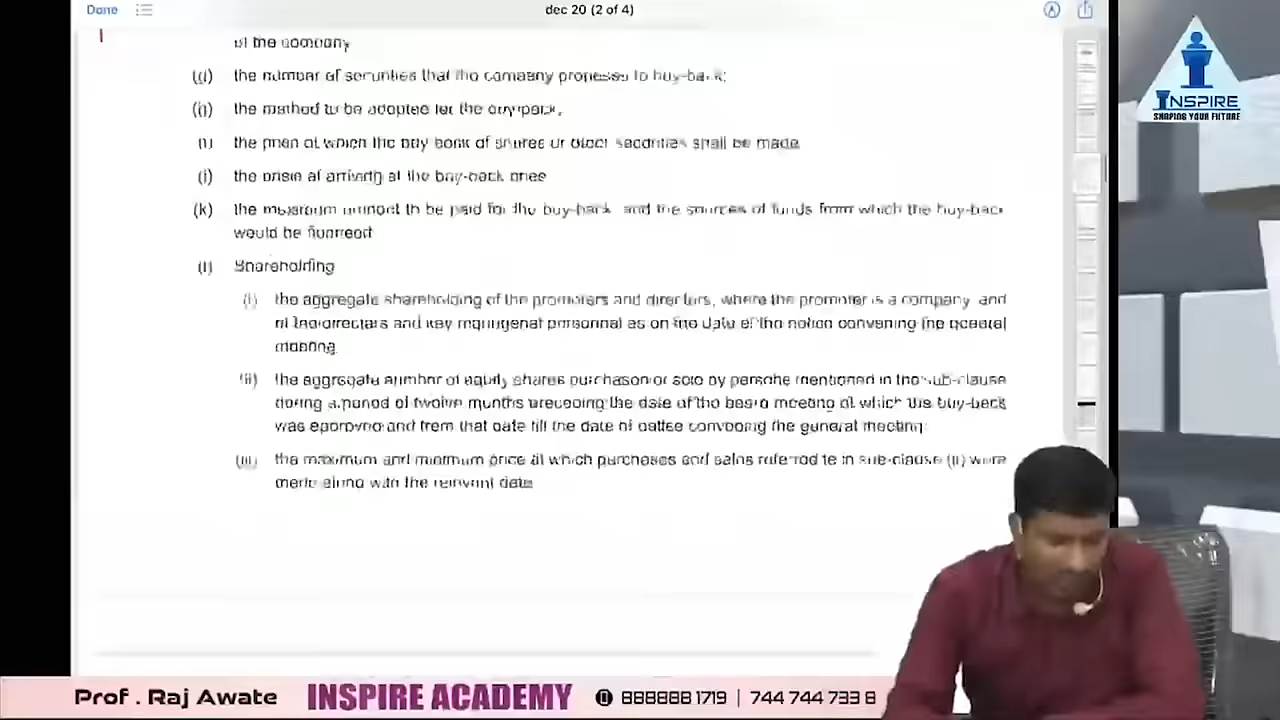 Done
dec 20 (2 of 4)
of the company
(g) the number of securities that the company proposes to buy-back;
(h) the method to be adopted for the buy-back;
(i) the price at which the buy back of shares or other securities shall be made
(j) the basis of arriving at the buy-back
(k) the maximum amount to be paid for the buy-back and the sources of funds from which the buy-back
would be financed
(l) Shareholding
(i) the aggregate shareholding of the promoters and directors, where the promoter is a company and
of the directors and key managerial personnel as on the date of the notice convening the general
meeting
(ii) the aggregate number of equity shares purchased or sold by persons mentioned in the sub-clause
during a period of twelve months preceding the date of the board meeting at which the buy-back
was approved and from that date till the date of notice convening the general meeting
(iii) the maximum and minimum price at which purchases and sales referred to in sub-clause (ii) were
made along with the relevant date
INSPIRE
SHAPING YOUR FUTURE
Prof . Raj Awate INSPIRE ACADEMY 888888 1719 | 744 744 733 8